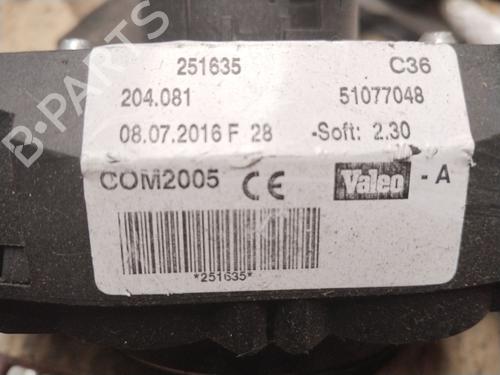 251635 C36
204.081 51077048
08.07.2016 F 28 -Soft: 2.30
COM2005 CE Valeo - A
*251635*
B-PARTS